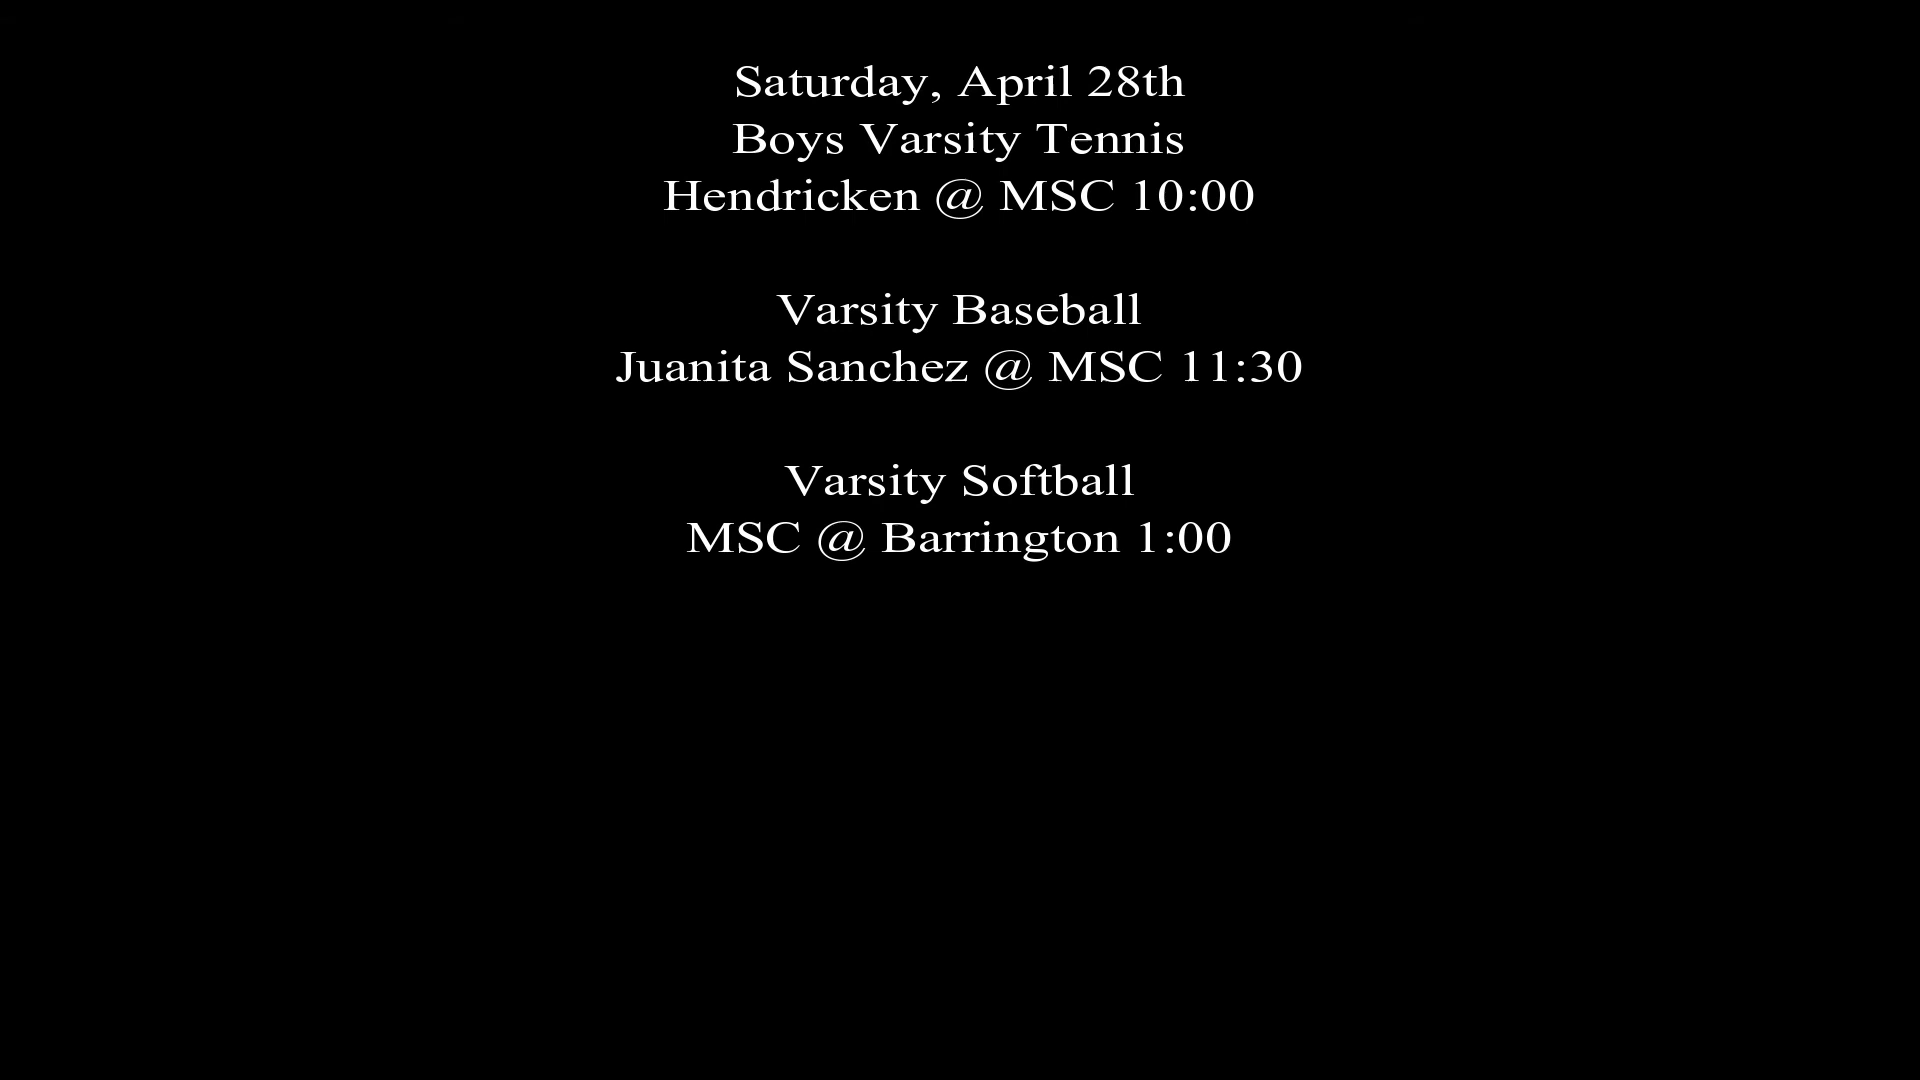 Saturday, April 28th
Boys Varsity Tennis
Hendricken @ MSC 10:00
Varsity Baseball
Juanita Sanchez @ MSC 11:30
Varsity Softball
MSC @ Barrington 1:00